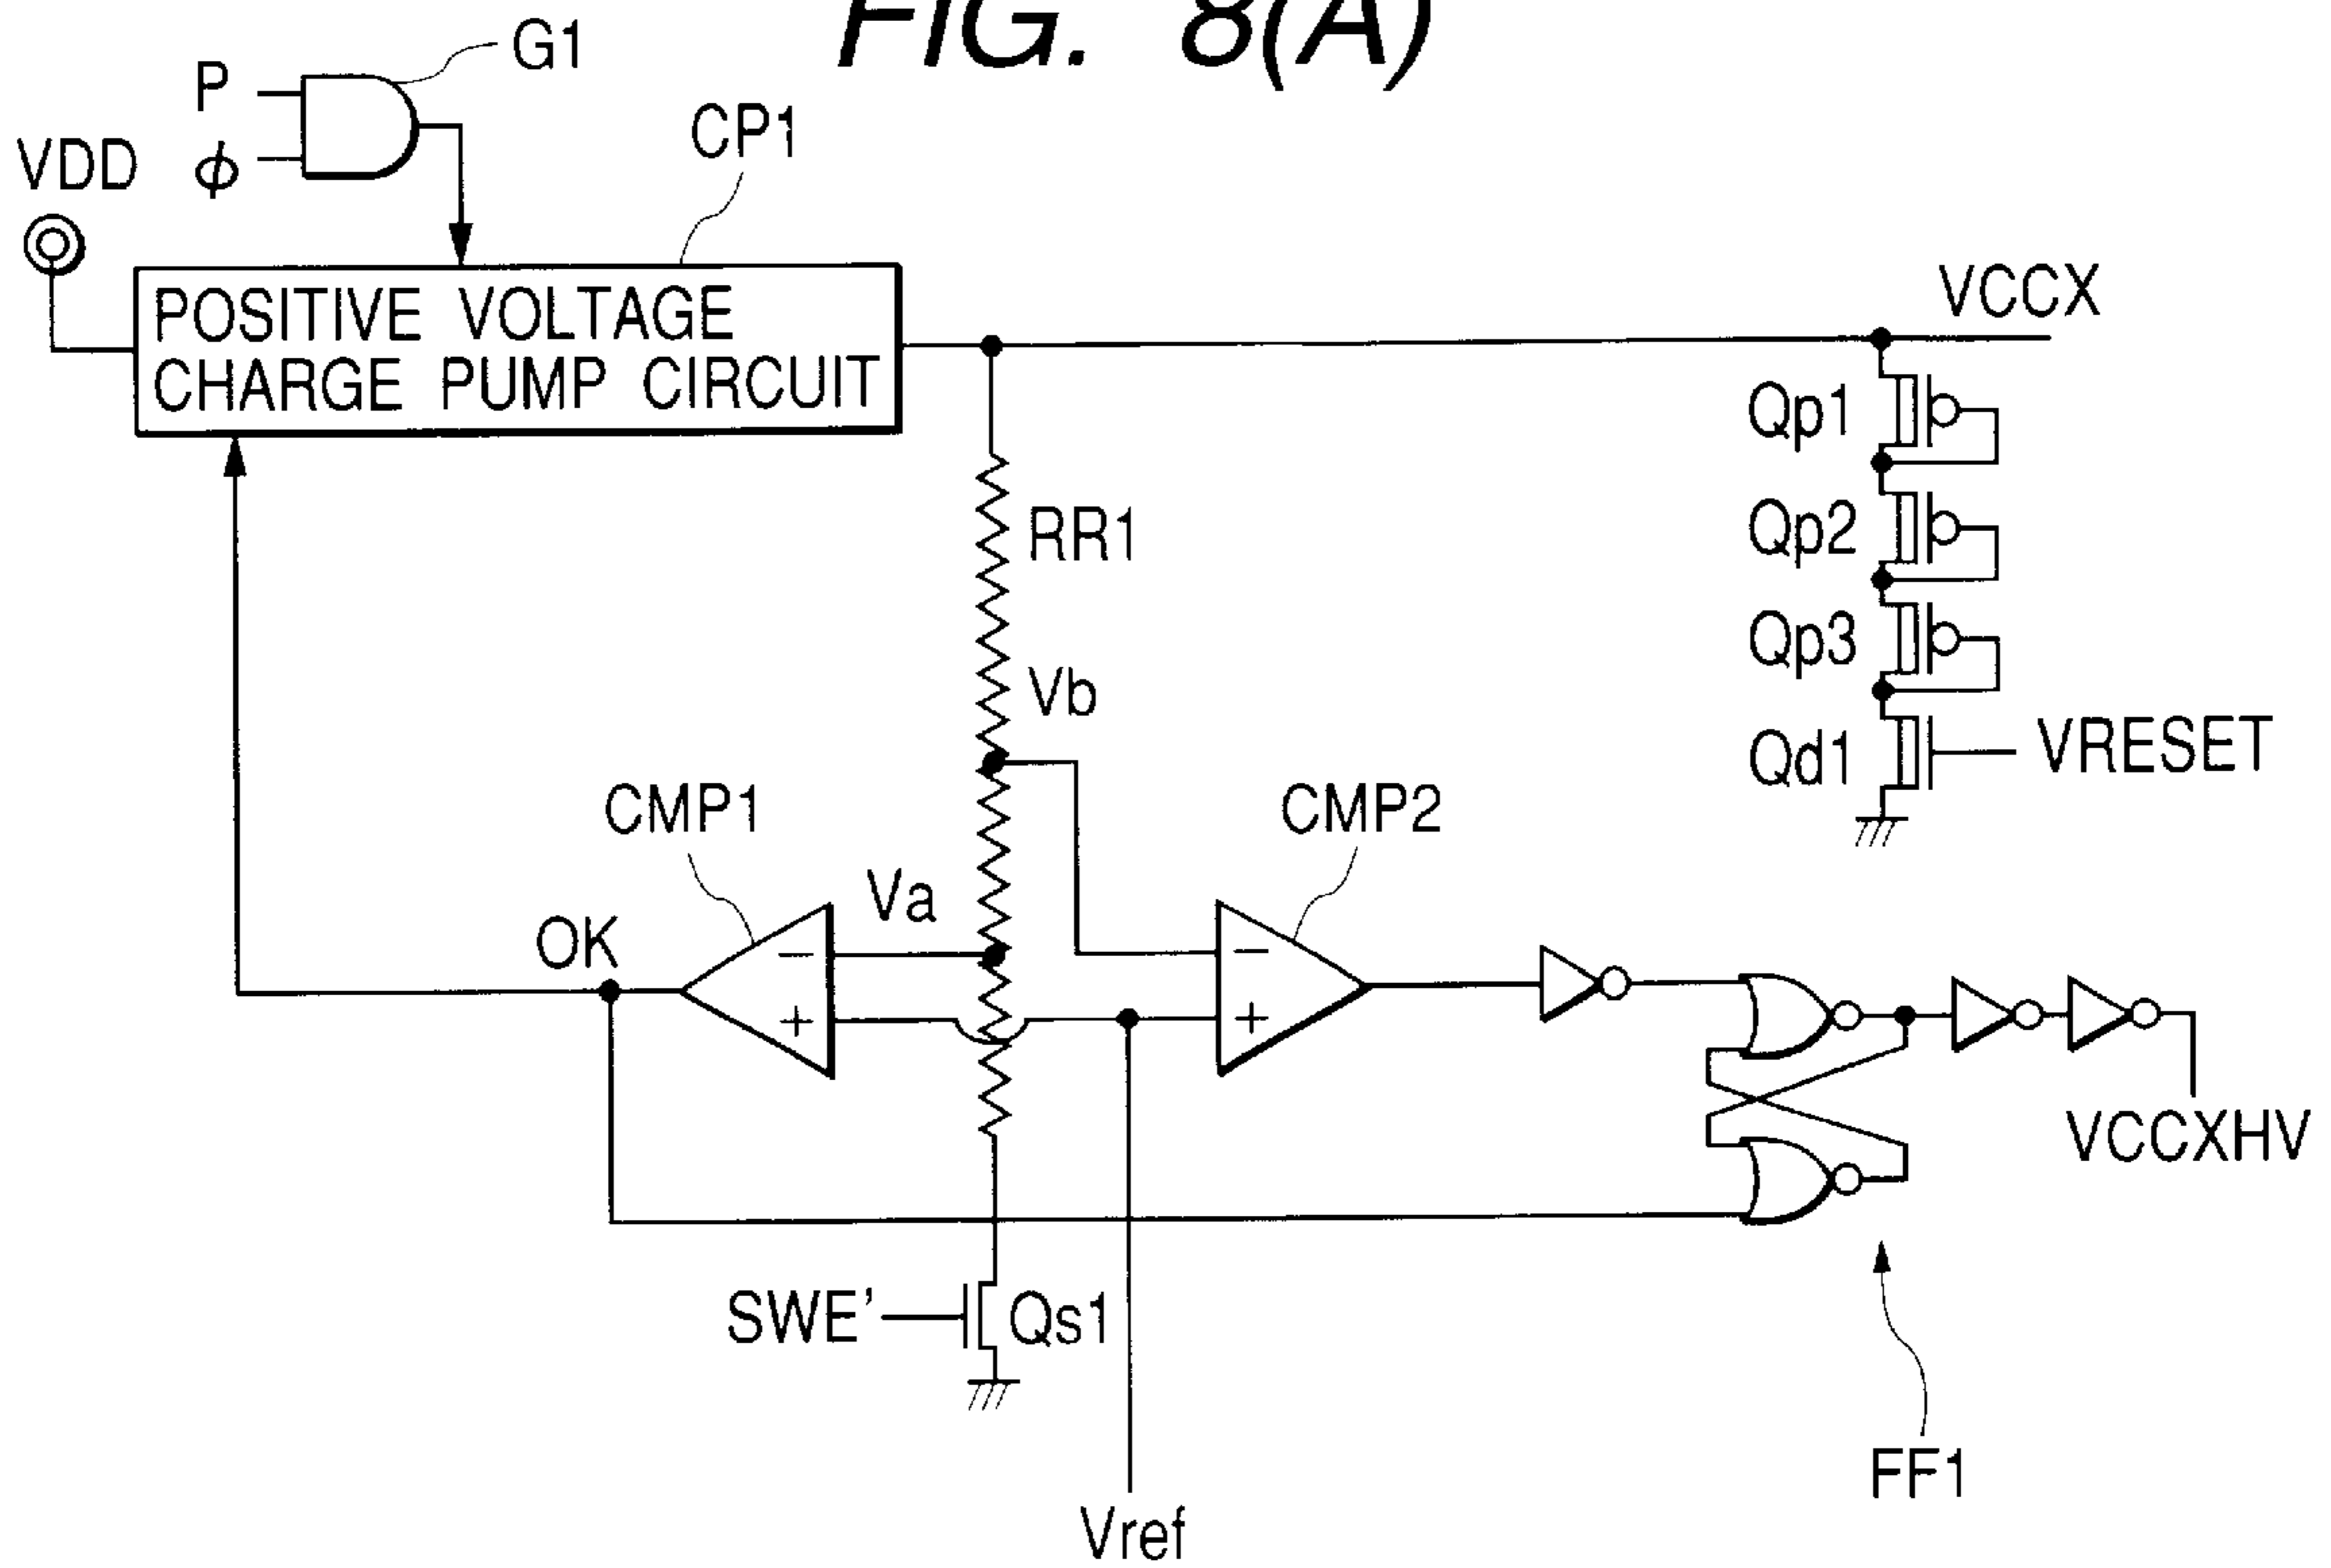 FIG. 8(A)
G1
P
CP1
VDD
ϕ
VCCX
POSITIVE VOLTAGE
CHARGE PUMP CIRCUIT
Qp1
RR1
Qp2
Qp3
Vb
VRESET
Qd1
CMP1
CMP2
Va
OK
−
−
+
+
VCCXHV
SWE'
Qs1
FF1
Vref